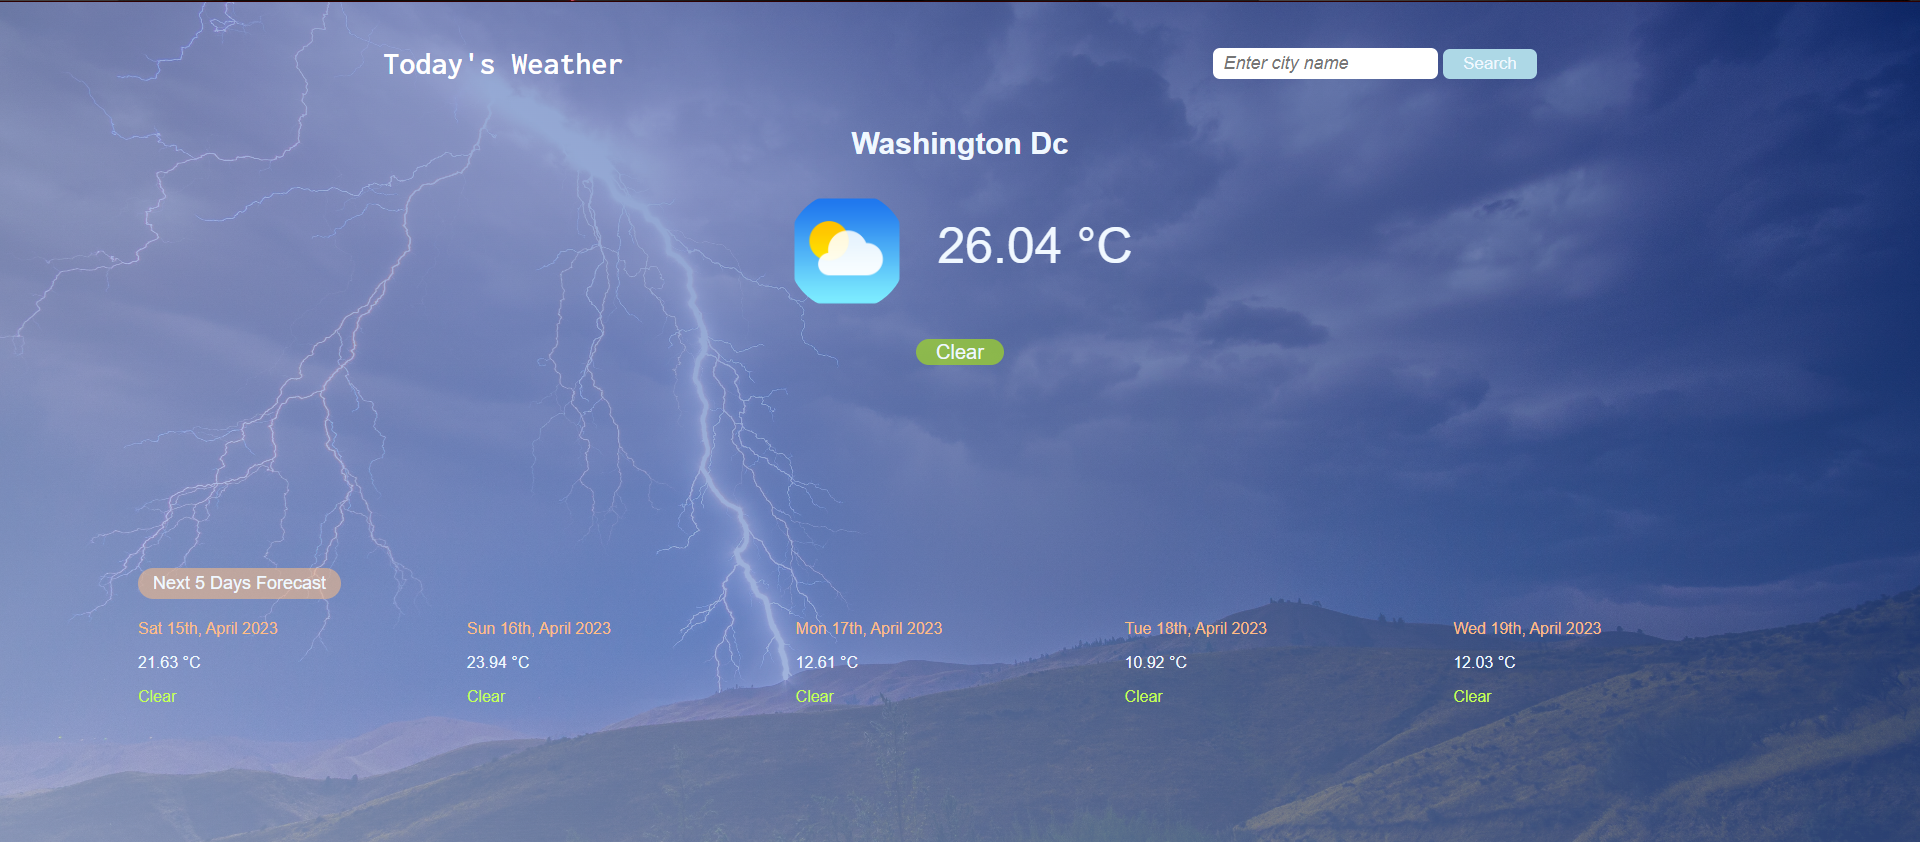 Today's Weather
Enter city name
Search
Washington Dc
26.04 °C
Clear
Next 5 Days Forecast
Sat 15th, April 2023
21.63 °C
Clear
Sun 16th, April 2023
23.94 °C
Clear
Mon 17th, April 2023
12.61 °C
Clear
Tue 18th, April 2023
10.92 °C
Clear
Wed 19th, April 2023
12.03 °C
Clear